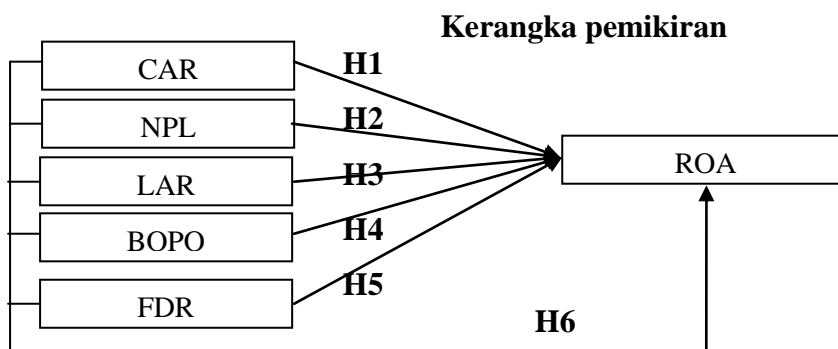 Kerangka pemikiran
CAR
H1
NPL
H2
LAR
H3
ROA
BOPO
H4
FDR
H5
H6